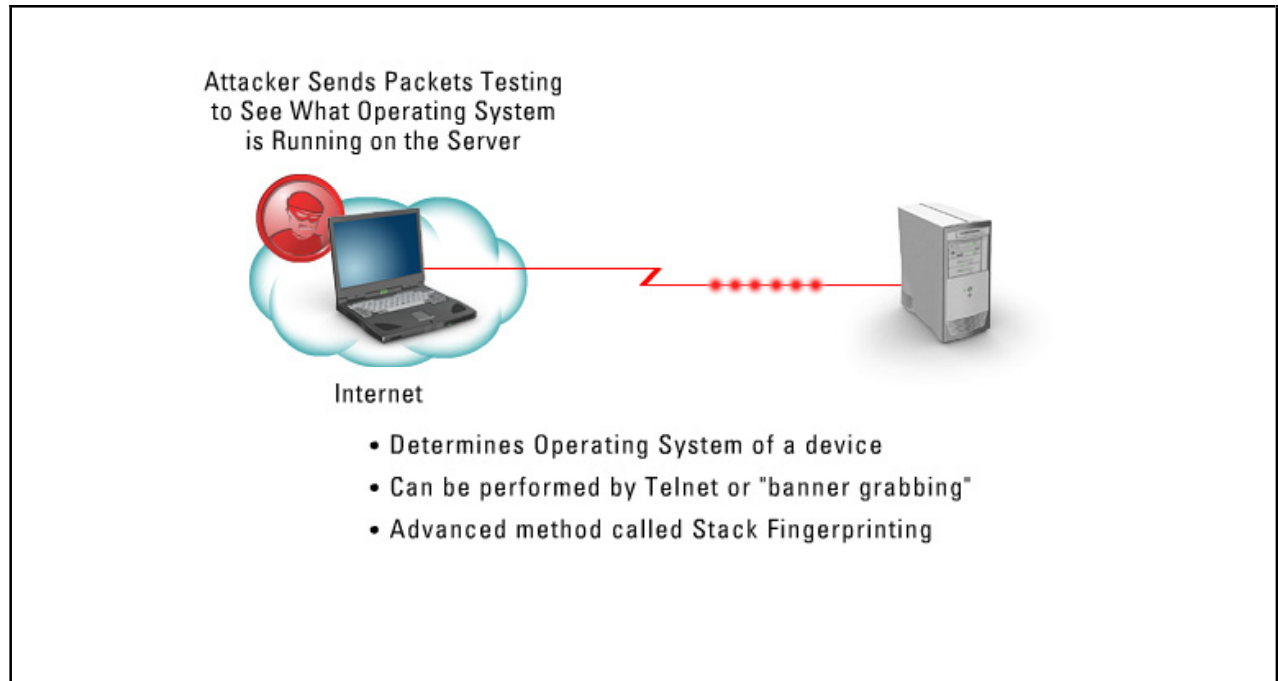 Attacker Sends Packets Testing
to See What Operating System
is Running on the Server
Internet
• Determines Operating System of a device
• Can be performed by Telnet or "banner grabbing"
• Advanced method called Stack Fingerprinting